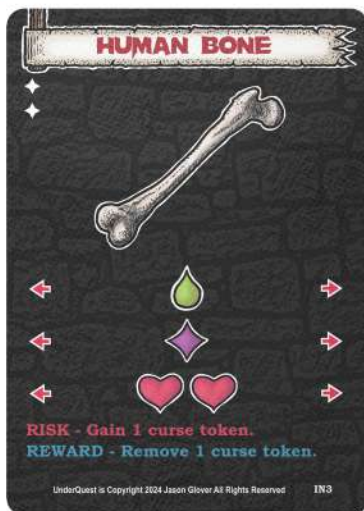 HUMAN BONE
RISK - Gain 1 curse token.
REWARD - Remove 1 curse token.
UnderQuest is Copyright 2024 Jason Glover All Rights Reserved IN3